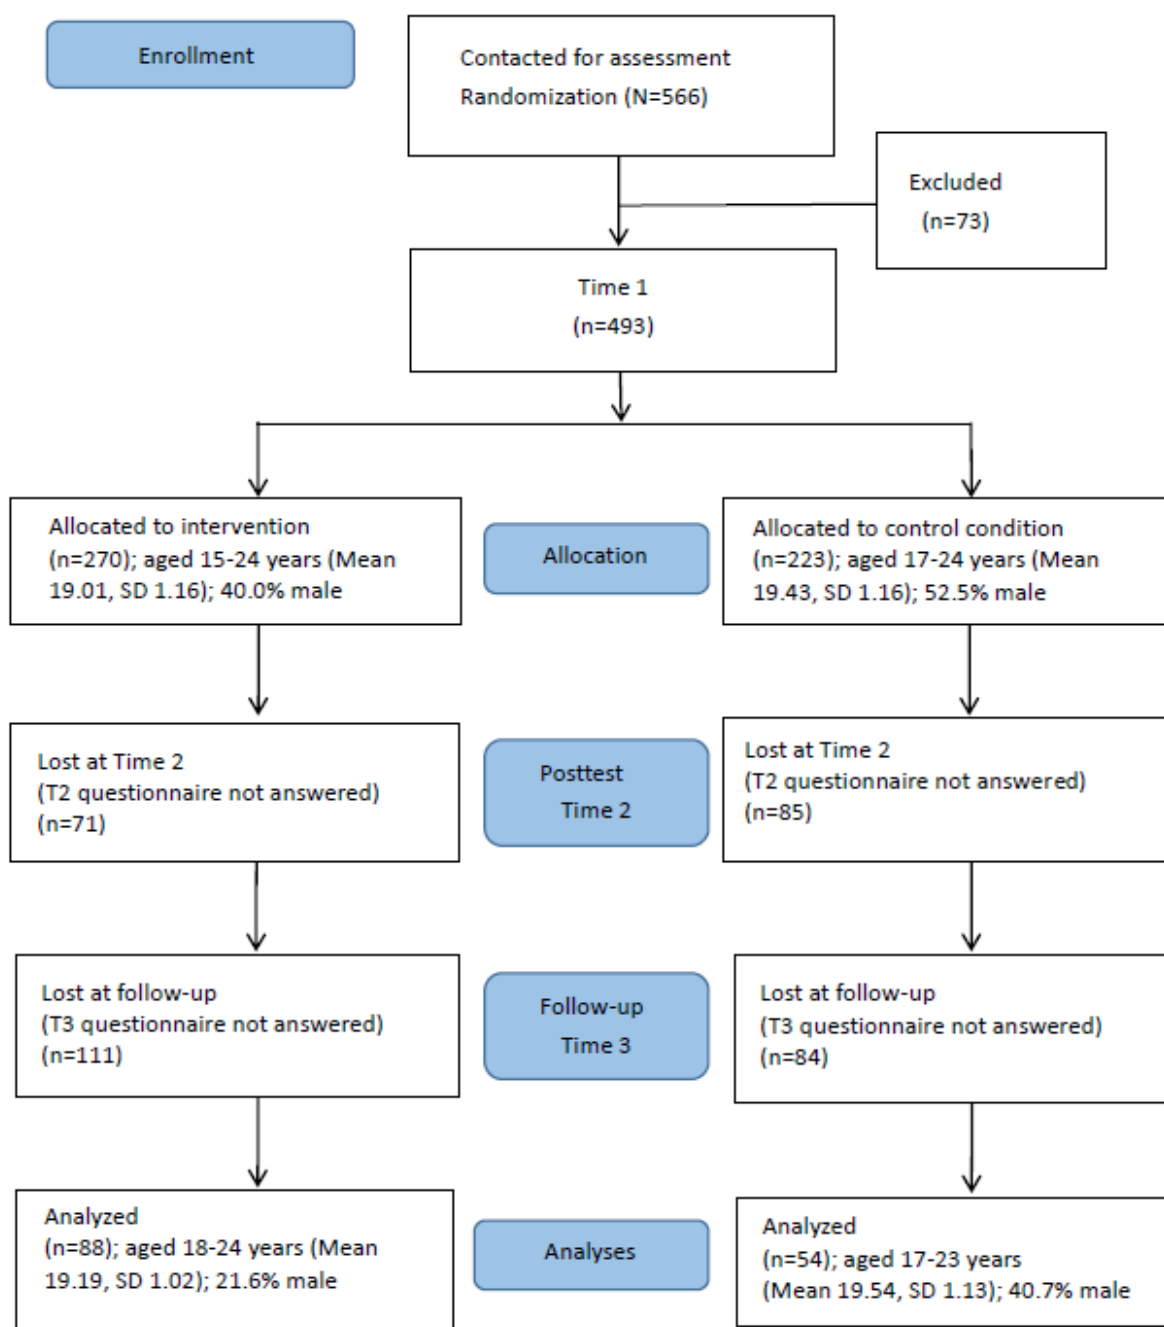 Enrollment
Contacted for assessment
Randomization (N=566)
Excluded
(n=73)
Time 1
(n=493)
Allocated to intervention
(n=270); aged 15-24 years (Mean
19.01, SD 1.16); 40.0% male
Allocation
Allocated to control condition
(n=223); aged 17-24 years (Mean
19.43, SD 1.16); 52.5% male
Lost at Time 2
(T2 questionnaire not answered)
(n=71)
Posttest
Time 2
Lost at Time 2
(T2 questionnaire not answered)
(n=85)
Lost at follow-up
(T3 questionnaire not answered)
(n=111)
Follow-up
Time 3
Lost at follow-up
(T3 questionnaire not answered)
(n=84)
Analyzed
(n=88); aged 18-24 years (Mean
19.19, SD 1.02); 21.6% male
Analyses
Analyzed
(n=54); aged 17-23 years
(Mean 19.54, SD 1.13); 40.7% male